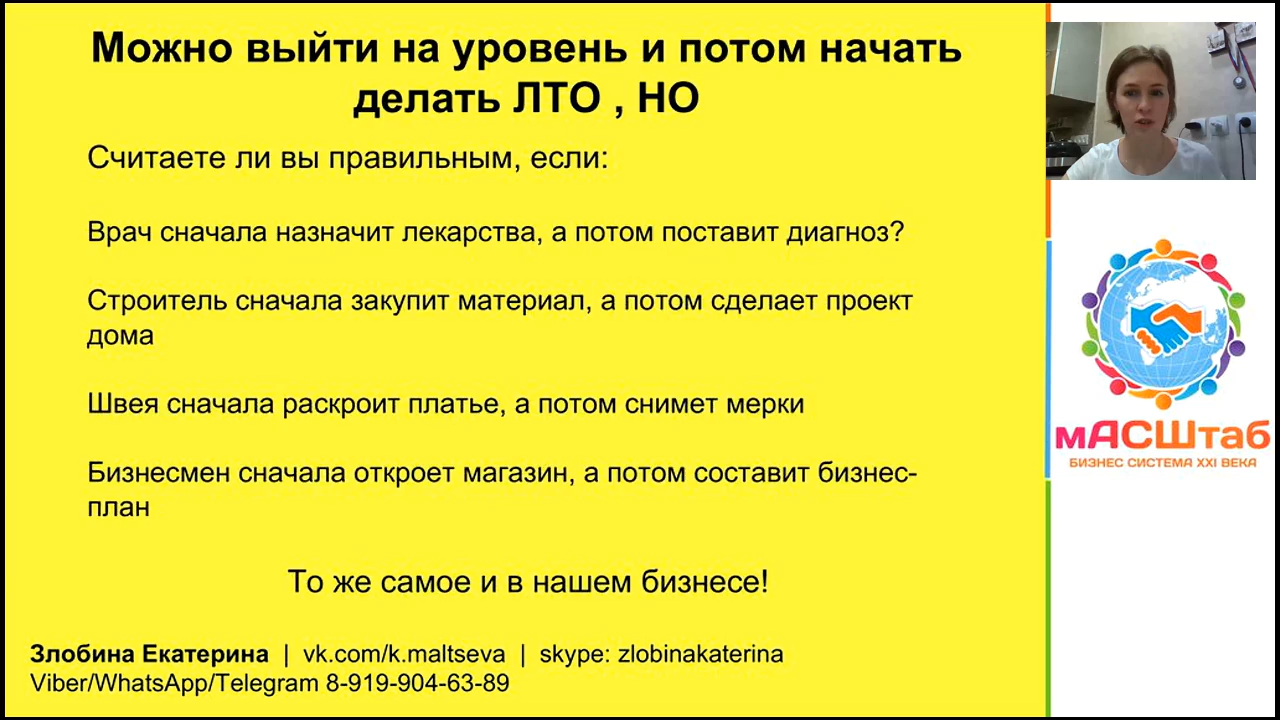 Можно выйти на уровень и потом начать
делать ЛТО , НО
Считаете ли вы правильным, если:
Врач сначала назначит лекарства, а потом поставит диагноз?
Строитель сначала закупит материал, а потом сделает проект
дома
Швея сначала раскроит платье, а потом снимет мерки
Бизнесмен сначала откроет магазин, а потом составит бизнес-
план
То же самое и в нашем бизнесе!
Злобина Екатерина | vk.com/k.maltseva | skype: zlobinakaterina
Viber/WhatsApp/Telegram 8-919-904-63-89
мАСШтаб
БИЗНЕС СИСТЕМА XXI ВЕКА